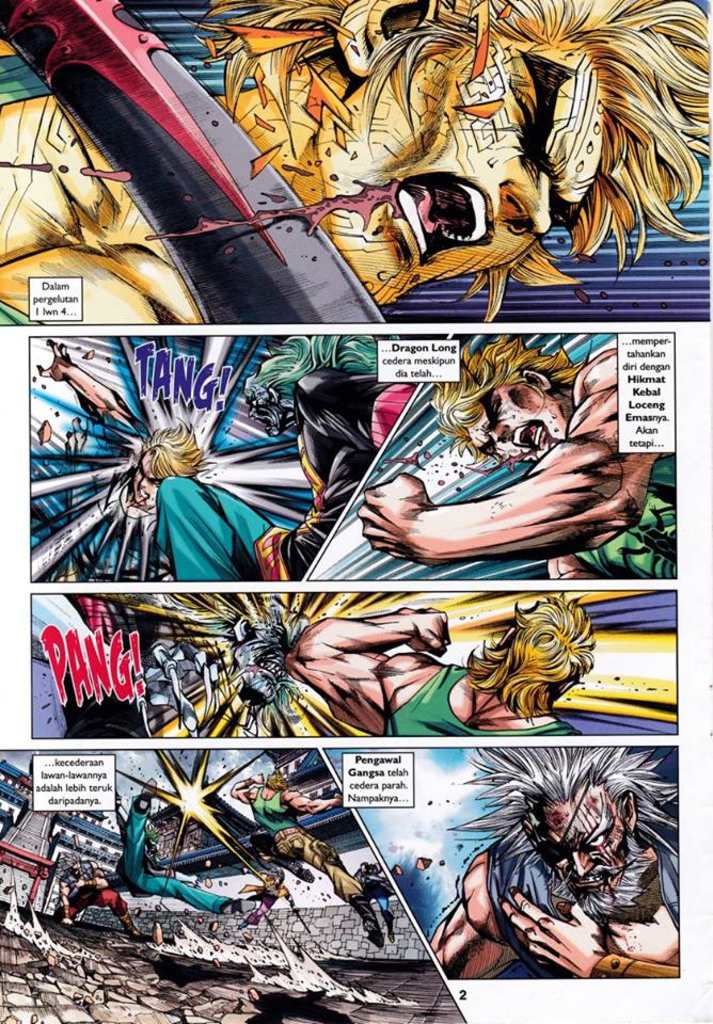 Dalam
pergelutan
1 lwn 4...
TANG!
...Dragon Long
cedera meskipun
dia telah...
...memper-
tahankan
diri dengan
Hikmat
Kebal
Loceng
Emasnya.
Akan
tetapi...
PANG!
...kecederaan
lawan-lawannya
adalah lebih teruk
daripadanya.
Pengawal
Gangsa telah
cedera parah.
Nampaknya...
2